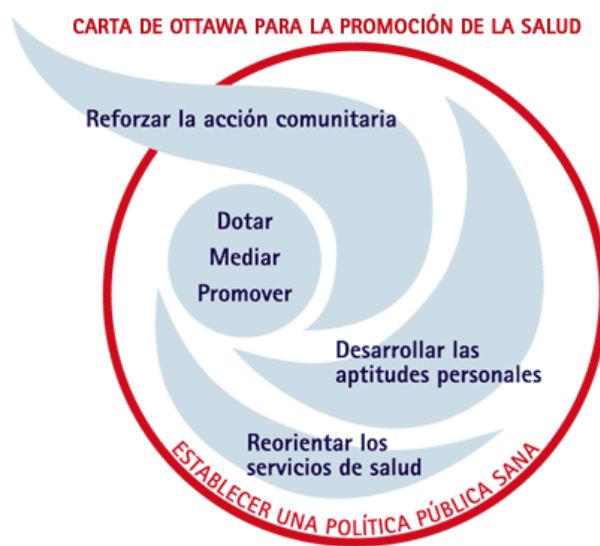 CARTA DE OTTAWA PARA LA PROMOCIÓN DE LA SALUD
Reforzar la acción comunitaria
Dotar
Mediar
Promover
Desarrollar las
aptitudes personales
Reorientar los
servicios de salud
ESTABLECER UNA POLÍTICA PÚBLICA SANA